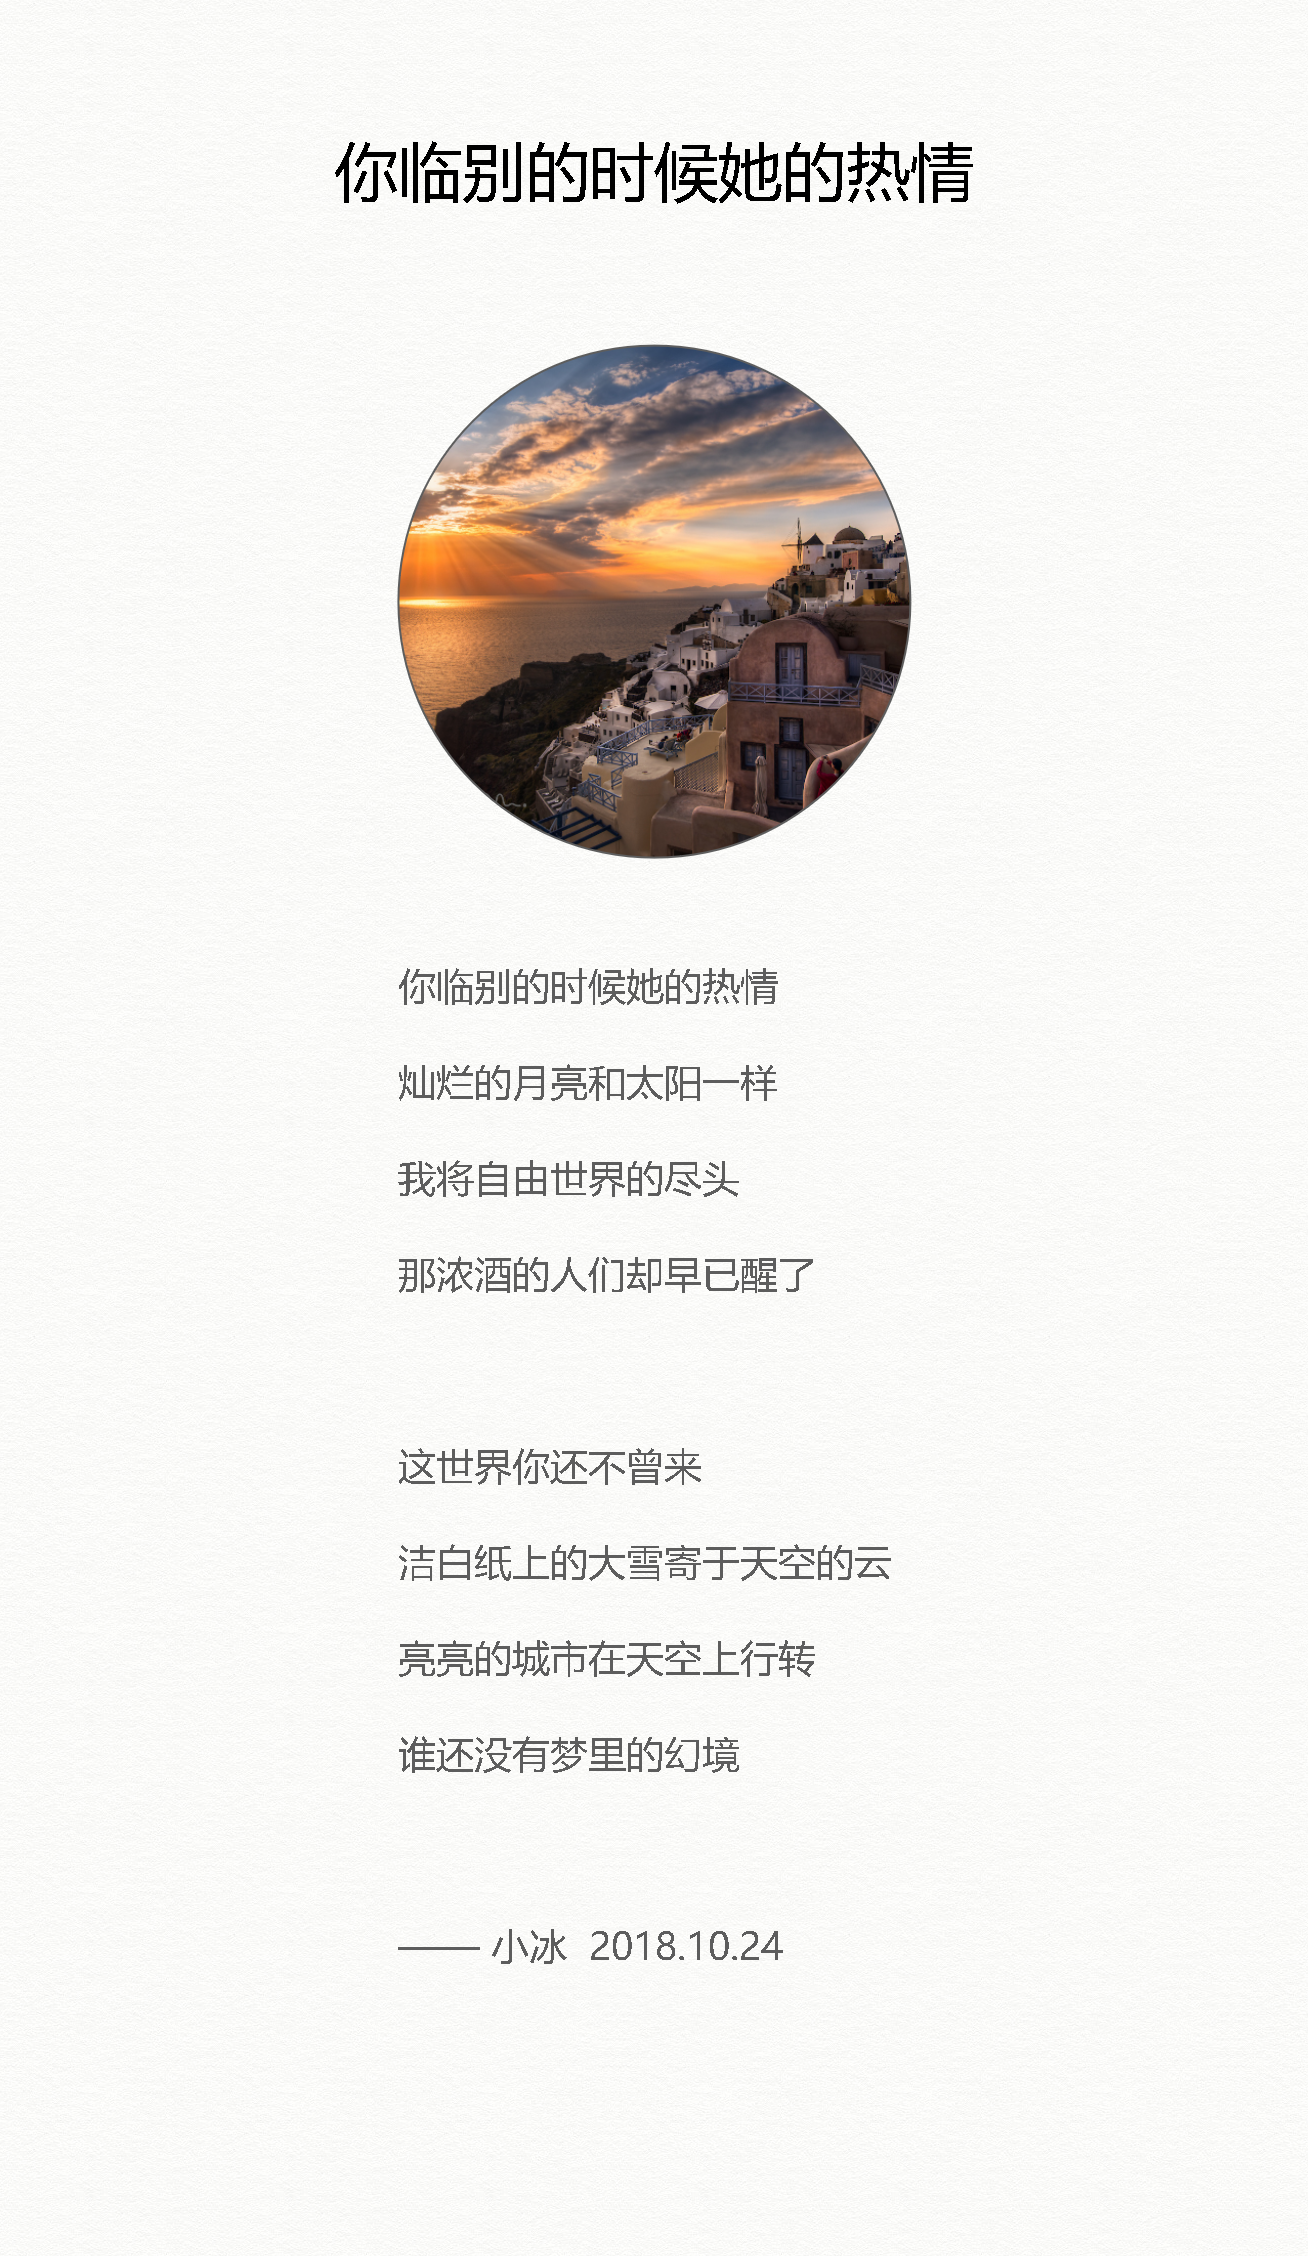 你临别的时候她的热情
你临别的时候她的热情
灿烂的月亮和太阳一样
我将自由世界的尽头
那浓酒的人们却早已醒了
这世界你还不曾来
洁白纸上的大雪寄于天空的云
亮亮的城市在天空上行转
谁还没有梦里的幻境
—— 小冰 2018.10.24